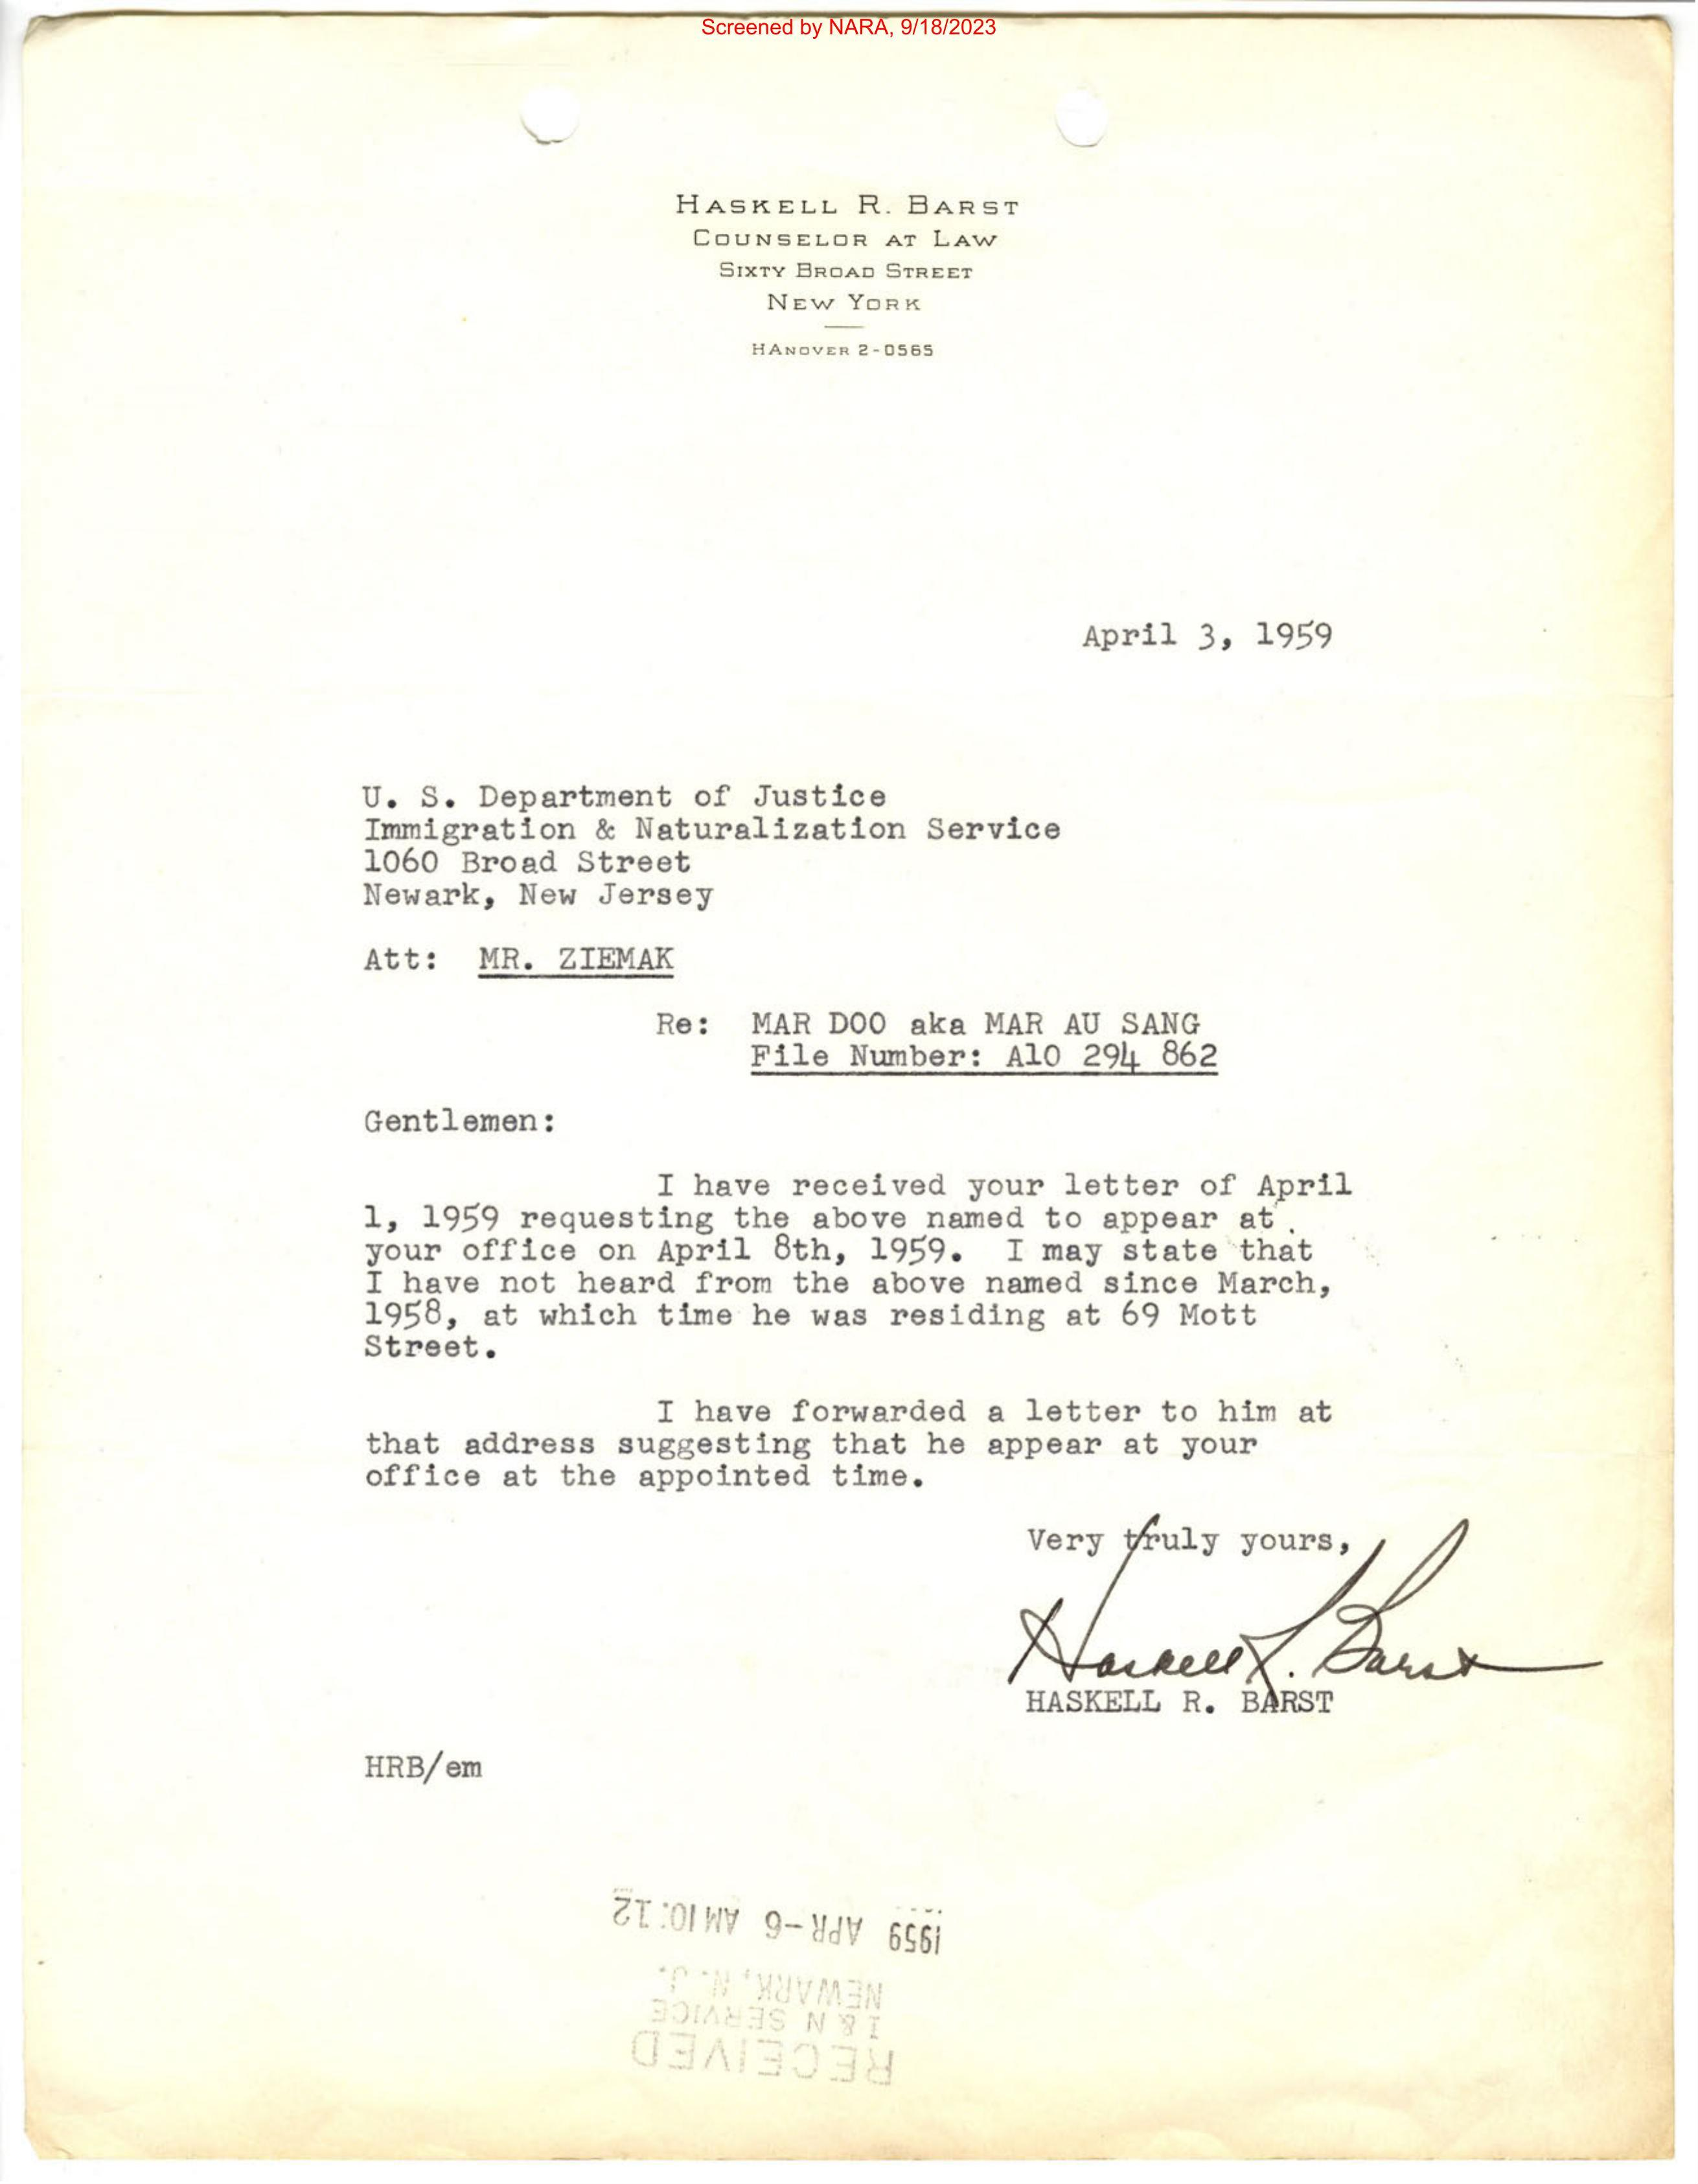 Screened by NARA, 9/18/2023
HASKELL R. BARST
COUNSELOR AT LAW
SIXTY BROAD STREET
NEW YORK
HANOVER 2-0565
April 3, 1959
U. S. Department of Justice
Immigration & Naturalization Service
1060 Broad Street
Newark, New Jersey
Att: MR. ZIEMAK
Re: MAR DOO aka MAR AU SANG
File Number: A10 294 862
Gentlemen:
I have received your letter of April
1, 1959 requesting the above named to appear at
your office on April 8th, 1959. I may state that
I have not heard from the above named since March,
1958, at which time he was residing at 69 Mott
Street.
I have forwarded a letter to him at
that address suggesting that he appear at your
office at the appointed time.
Very truly yours,
Haskell R. Barst
HASKELL R. BARST
HRB/em
RECEIVED
I & N SERVICE
NEWARK, N. J.
1959 APR-6 AM 10:12